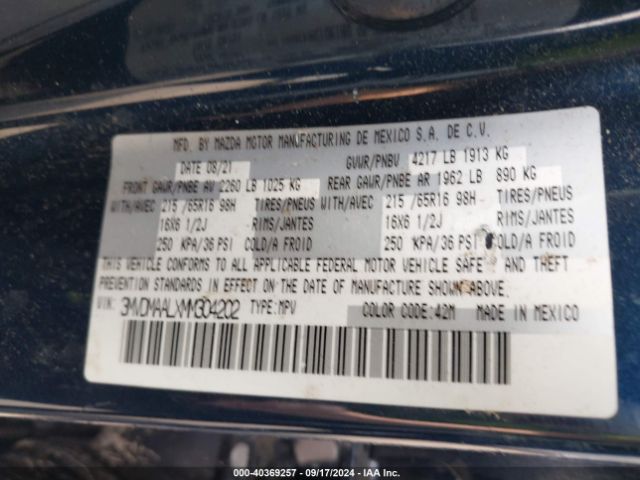 MFD. BY MAZDA MOTOR MANUFACTURING DE MEXICO S.A. DE C.V.
DATE 08/21 GVWR/PNBV 4217 LB 1913 KG
FRONT GAWR/PNBE AV 2260 LB 1025 KG REAR GAWR/PNBE AR 1962 LB 890 KG
WITH/AVEC 215 /65R16 98H TIRES/PNEUS WITH/AVEC 215 /65R16 98H TIRES/PNEUS
16X6 1/2J RIMS/JANTES 16X6 1/2J RIMS/JANTES
250 KPA/36 PSI COLD/A FROID 250 KPA/36 PSI COLD/A FROID
THIS VEHICLE CONFORMS TO ALL APPLICABLE FEDERAL MOTOR VEHICLE SAFETY AND THEFT
PREVENTION STANDARDS IN EFFECT ON THE DATE OF MANUFACTURE SHOWN ABOVE.
VIN: 3MVDMAALXMM304202 TYPE: MPV COLOR CODE: 42M MADE IN MEXICO
000-40369257 - 09/17/2024 - IAA Inc.